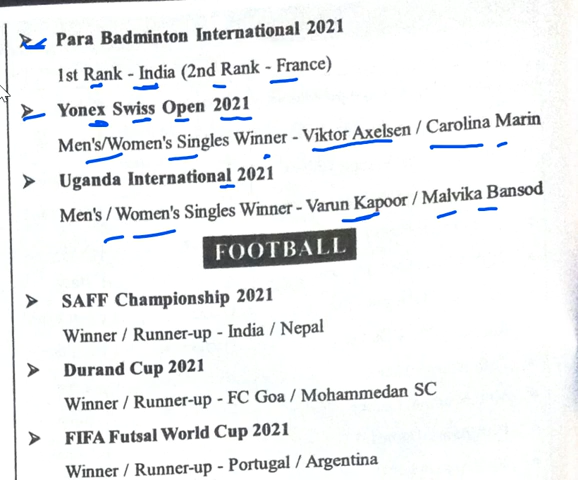 ➤ Para Badminton International 2021
1st Rank - India (2nd Rank - France)
➤ Yonex Swiss Open 2021
Men's/Women's Singles Winner - Viktor Axelsen / Carolina Marin
➤ Uganda International 2021
Men's / Women's Singles Winner - Varun Kapoor / Malvika Bansod
FOOTBALL
➤ SAFF Championship 2021
Winner / Runner-up - India / Nepal
➤ Durand Cup 2021
Winner / Runner-up - FC Goa / Mohammedan SC
➤ FIFA Futsal World Cup 2021
Winner / Runner-up - Portugal / Argentina